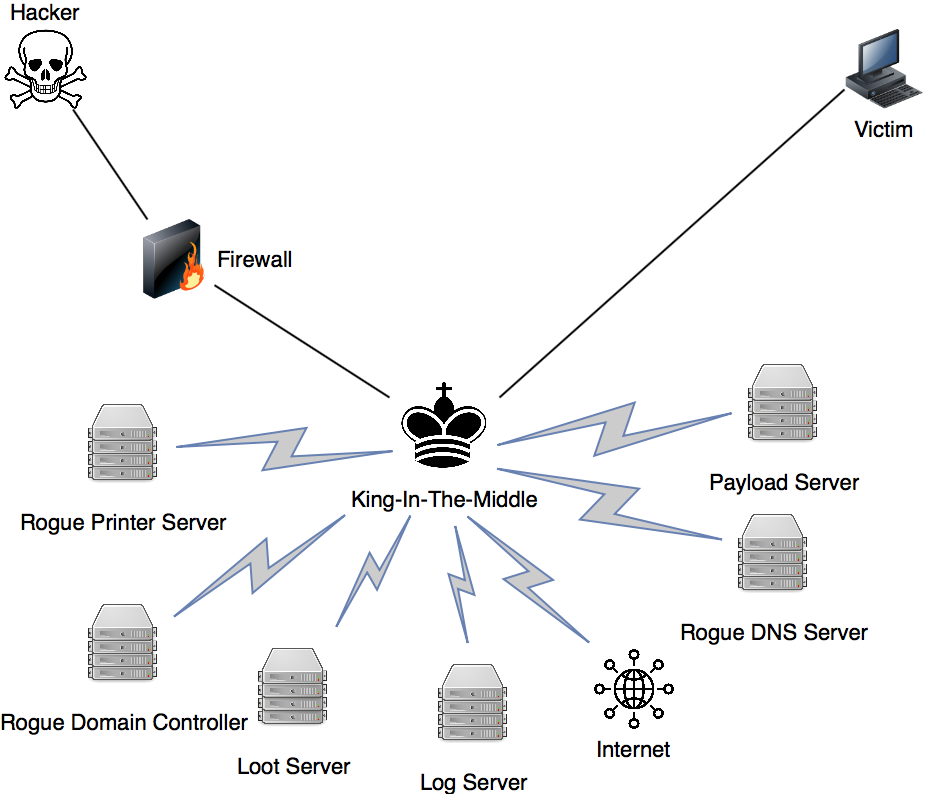 Hacker
Victim
Firewall
Payload Server
King-In-The-Middle
Rogue Printer Server
Rogue DNS Server
Rogue Domain Controller
Internet
Loot Server
Log Server